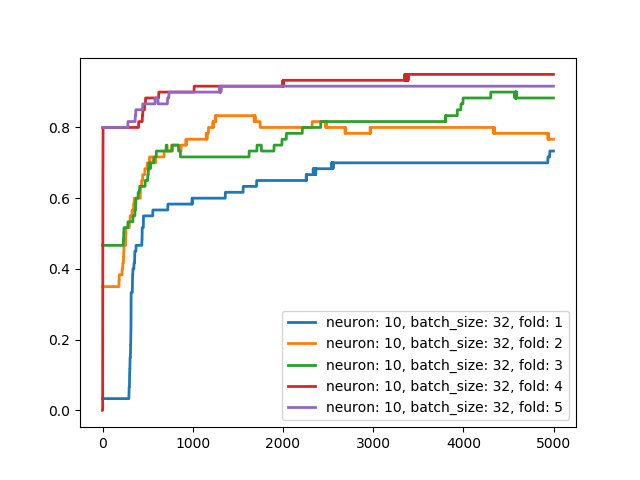 0.8
0.6
0.4
0.2
0.0
neuron: 10, batch_size: 32, fold: 1
neuron: 10, batch_size: 32, fold: 2
neuron: 10, batch_size: 32, fold: 3
neuron: 10, batch_size: 32, fold: 4
neuron: 10, batch_size: 32, fold: 5
0 1000 2000 3000 4000 5000